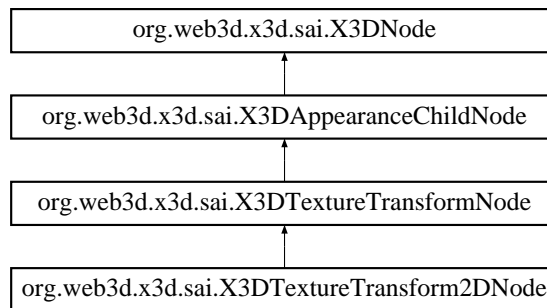 org.web3d.x3d.sai.X3DNode
org.web3d.x3d.sai.X3DAppearanceChildNode
org.web3d.x3d.sai.X3DTextureTransformNode
org.web3d.x3d.sai.X3DTextureTransform2DNode